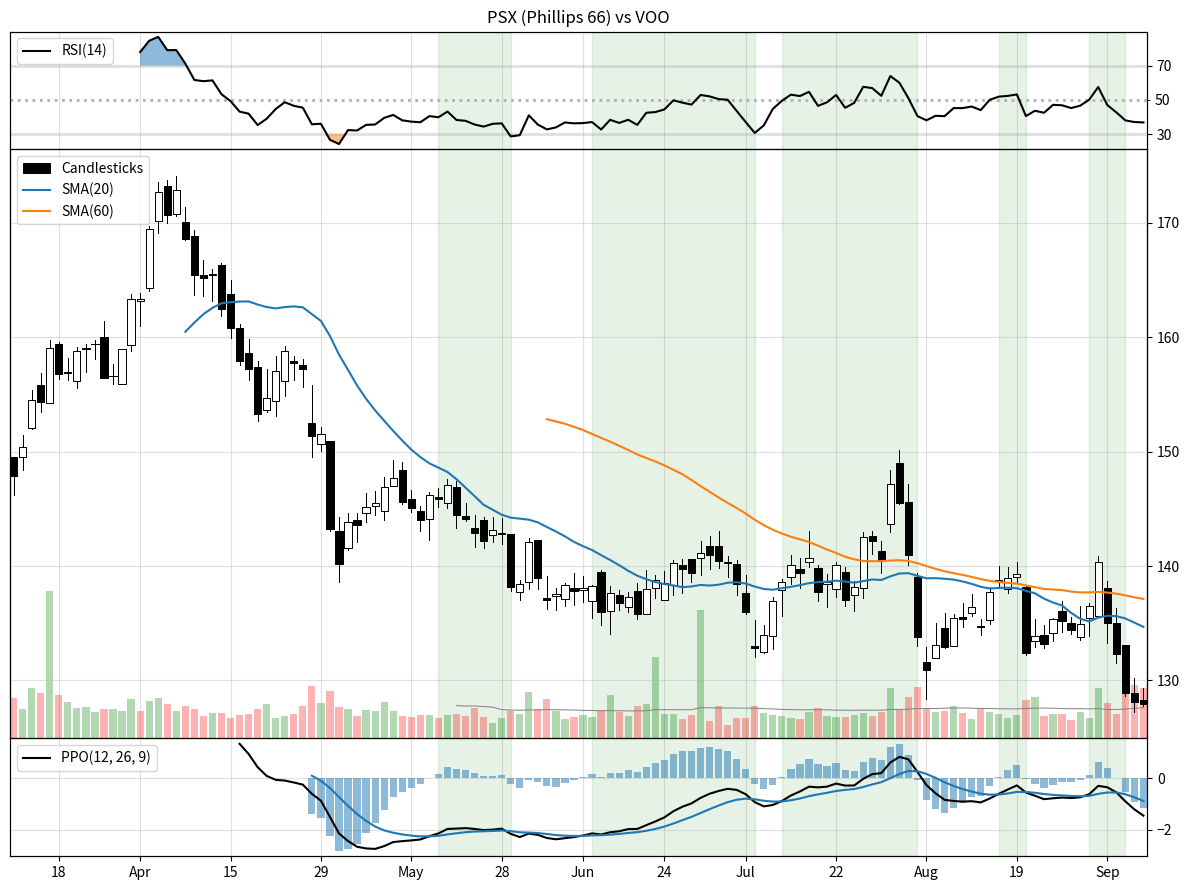 PSX (Phillips 66) vs VOO
RSI(14)
70
50
30
Candlesticks
SMA(20)
SMA(60)
170
160
150
140
130
PPO(12, 26, 9)
0
−2
18 Apr 15 29 May 28 Jun 24 Jul 22 Aug 19 Sep